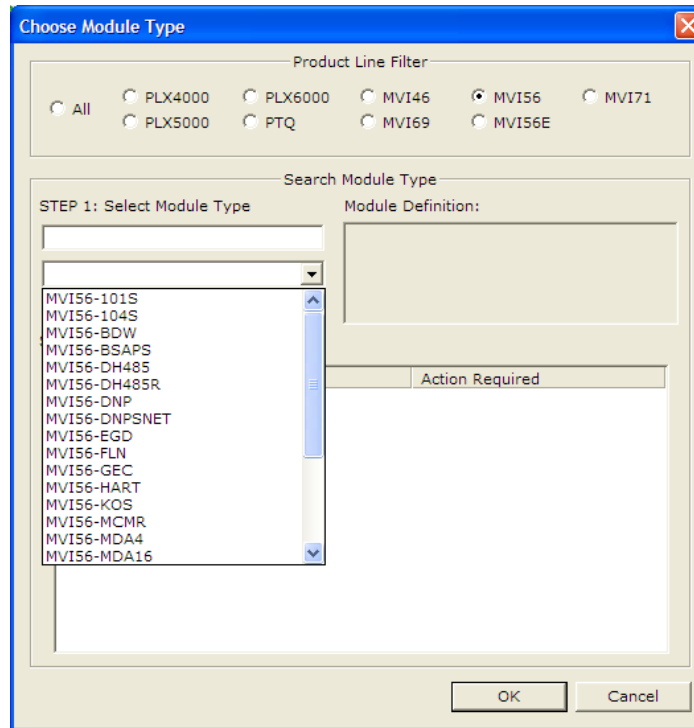 Choose Module Type
Product Line Filter
All
PLX4000
PLX6000
MVI46
MVI56
MVI71
PLX5000
PTQ
MVI69
MVI56E
Search Module Type
STEP 1: Select Module Type
Module Definition:
MVI56-101S
MVI56-104S
MVI56-BDW
MVI56-BSAPS
MVI56-DH485
MVI56-DH485R
MVI56-DNP
MVI56-DNPSNET
MVI56-EGD
MVI56-FLN
MVI56-GEC
MVI56-HART
MVI56-KOS
MVI56-MCMR
MVI56-MDA4
MVI56-MDA16
Action Required
OK
Cancel